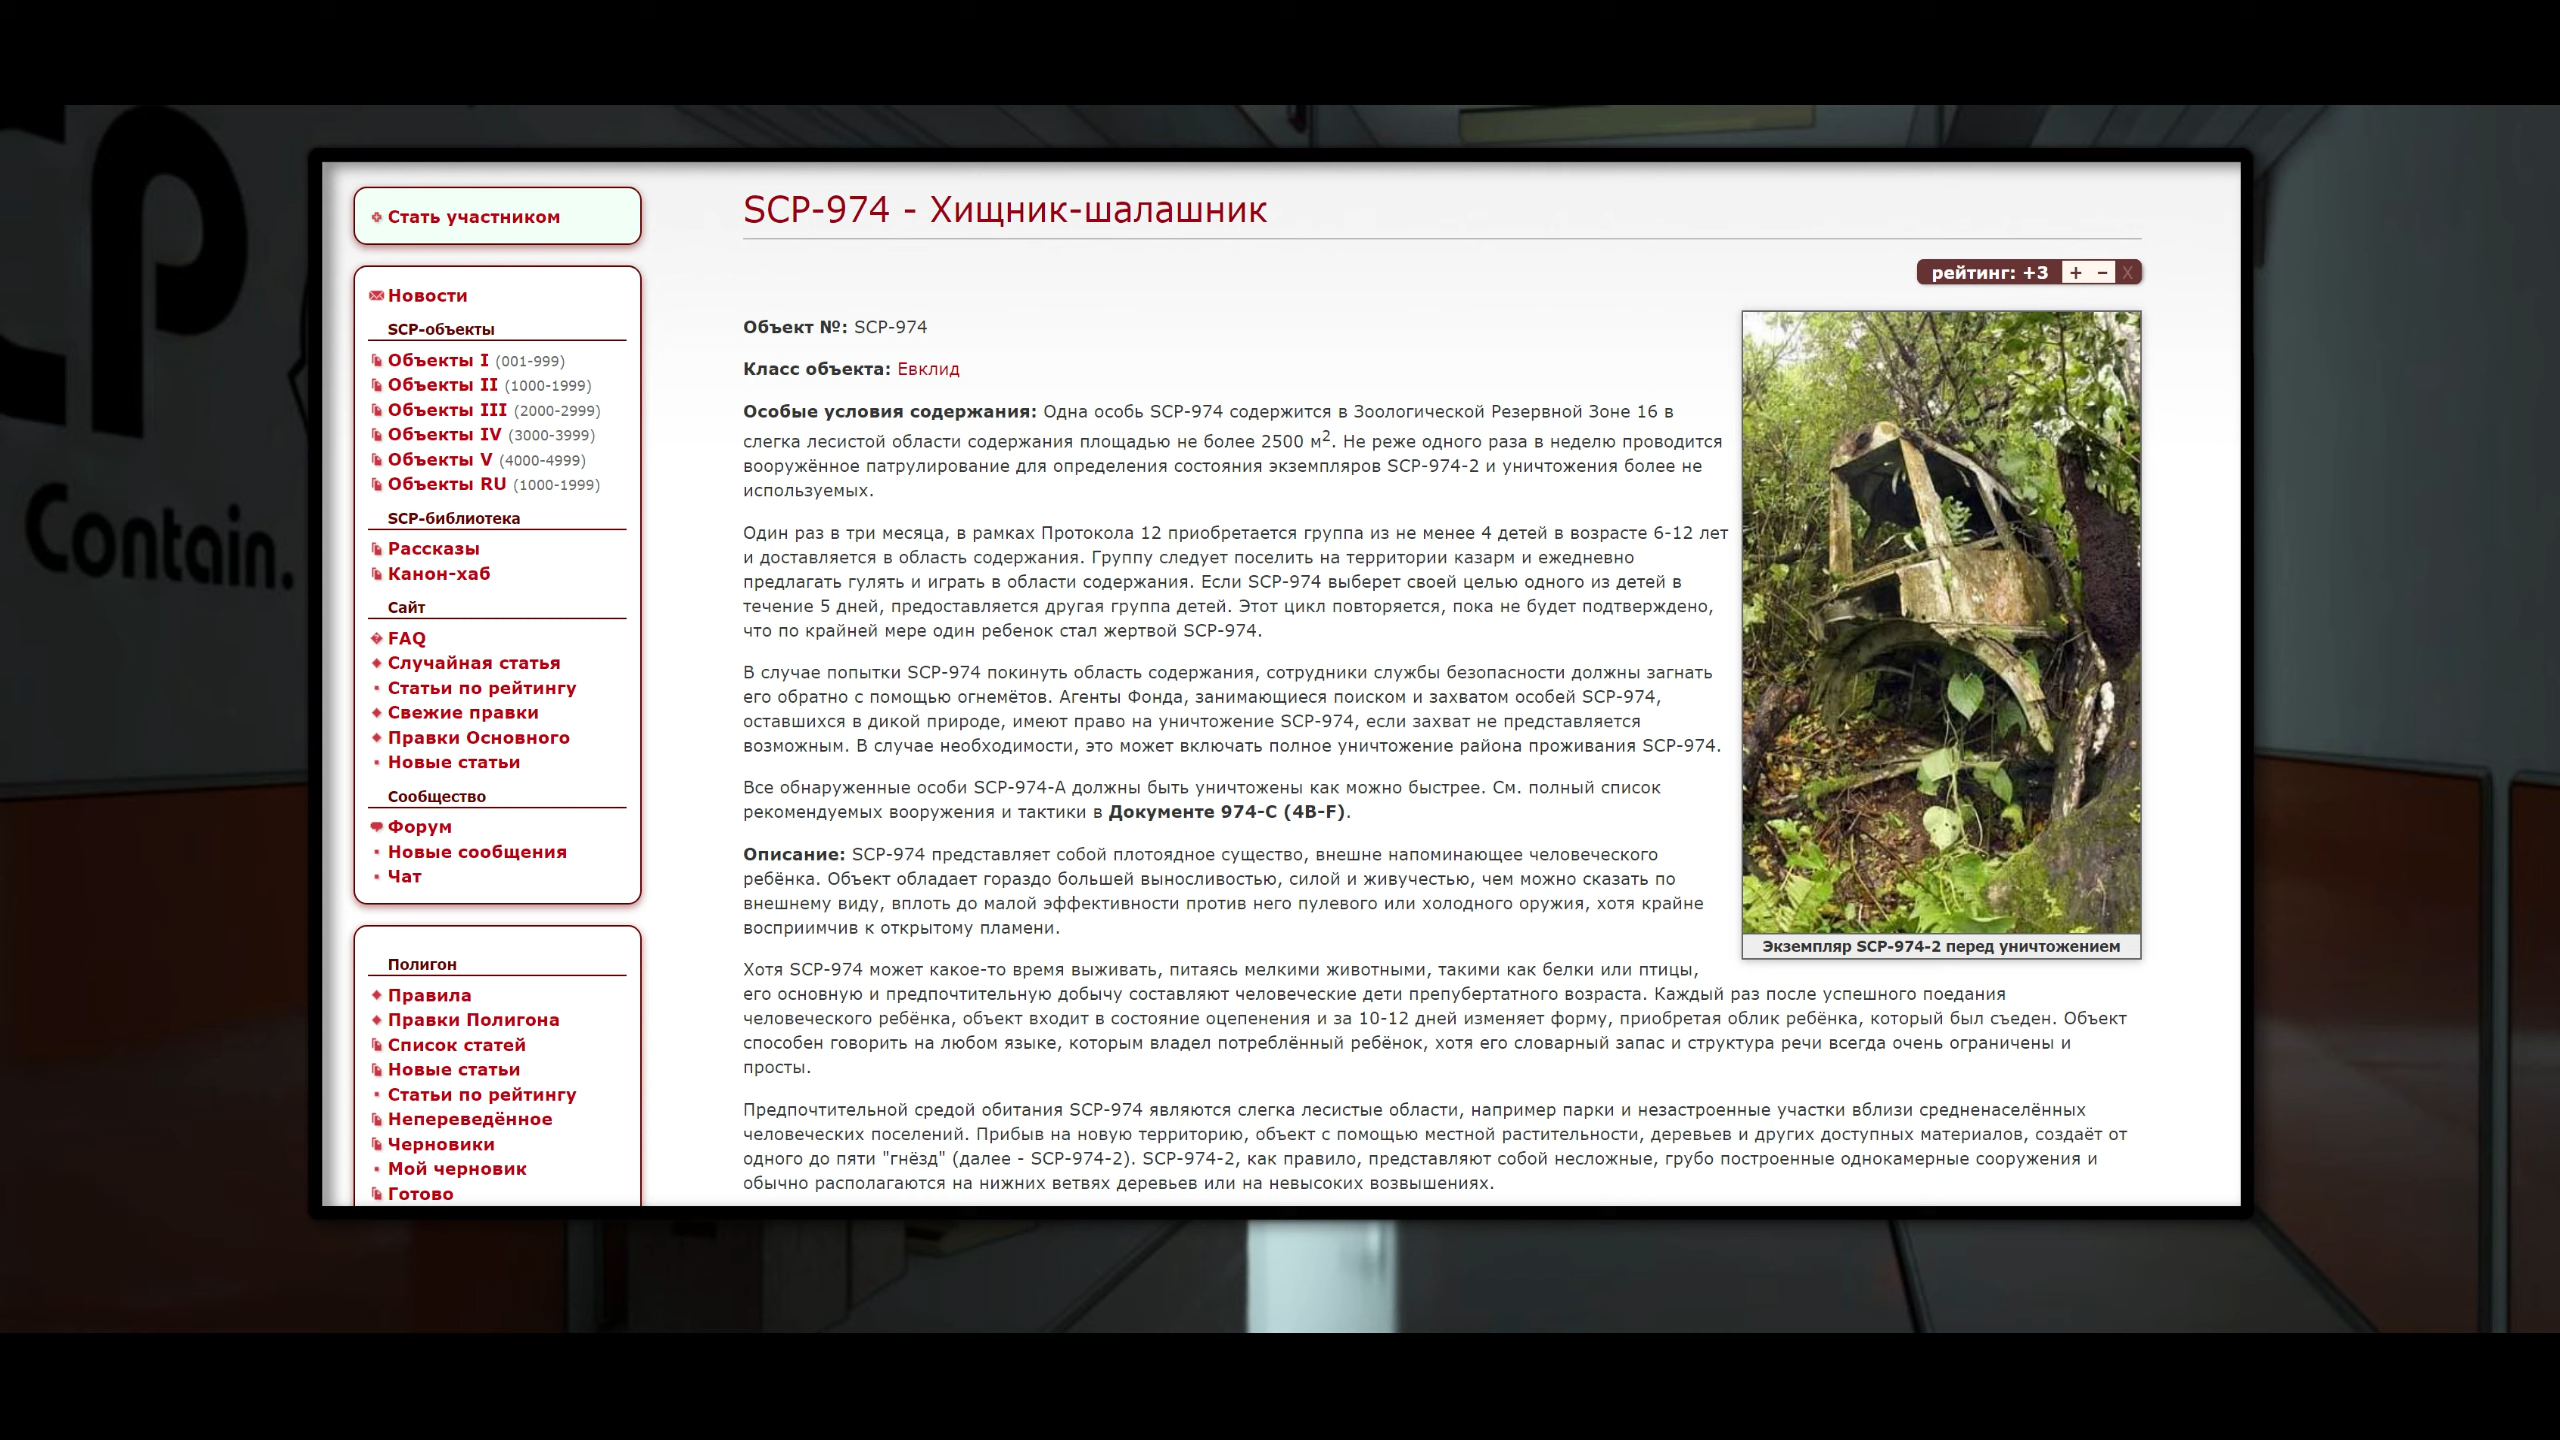 CP
Contain.
Стать участником
Новости
SCP-объекты
Объекты I (001-999)
Объекты II (1000-1999)
Объекты III (2000-2999)
Объекты IV (3000-3999)
Объекты V (4000-4999)
Объекты RU (1000-1999)
SCP-библиотека
Рассказы
Канон-хаб
Сайт
FAQ
Случайная статья
Статьи по рейтингу
Свежие правки
Правки Основного
Новые статьи
Сообщество
Форум
Новые сообщения
Чат
Полигон
Правила
Правки Полигона
Список статей
Новые статьи
Статьи по рейтингу
Непереведённое
Черновики
Мой черновик
Готово
SCP-974 - Хищник-шалашник
рейтинг: +3 + – X
Объект №: SCP-974
Класс объекта: Евклид
Особые условия содержания: Одна особь SCP-974 содержится в Зоологической Резервной Зоне 16 в
слегка лесистой области содержания площадью не более 2500 м². Не реже одного раза в неделю проводится
вооружённое патрулирование для определения состояния экземпляров SCP-974-2 и уничтожения более не
используемых.
Один раз в три месяца, в рамках Протокола 12 приобретается группа из не менее 4 детей в возрасте 6-12 лет
и доставляется в область содержания. Группу следует поселить на территории казарм и ежедневно
предлагать гулять и играть в области содержания. Если SCP-974 выберет своей целью одного из детей в
течение 5 дней, предоставляется другая группа детей. Этот цикл повторяется, пока не будет подтверждено,
что по крайней мере один ребенок стал жертвой SCP-974.
В случае попытки SCP-974 покинуть область содержания, сотрудники службы безопасности должны загнать
его обратно с помощью огнемётов. Агенты Фонда, занимающиеся поиском и захватом особей SCP-974,
оставшихся в дикой природе, имеют право на уничтожение SCP-974, если захват не представляется
возможным. В случае необходимости, это может включать полное уничтожение района проживания SCP-974.
Все обнаруженные особи SCP-974-A должны быть уничтожены как можно быстрее. См. полный список
рекомендуемых вооружения и тактики в Документе 974-C (4B-F).
Описание: SCP-974 представляет собой плотоядное существо, внешне напоминающее человеческого
ребёнка. Объект обладает гораздо большей выносливостью, силой и живучестью, чем можно сказать по
внешнему виду, вплоть до малой эффективности против него пулевого или холодного оружия, хотя крайне
восприимчив к открытому пламени.
Экземпляр SCP-974-2 перед уничтожением
Хотя SCP-974 может какое-то время выживать, питаясь мелкими животными, такими как белки или птицы,
его основную и предпочтительную добычу составляют человеческие дети препубертатного возраста. Каждый раз после успешного поедания
человеческого ребёнка, объект входит в состояние оцепенения и за 10-12 дней изменяет форму, приобретая облик ребёнка, который был съеден. Объект
способен говорить на любом языке, которым владел потреблённый ребёнок, хотя его словарный запас и структура речи всегда очень ограничены и
просты.
Предпочтительной средой обитания SCP-974 являются слегка лесистые области, например парки и незастроенные участки вблизи средненаселённых
человеческих поселений. Прибыв на новую территорию, объект с помощью местной растительности, деревьев и других доступных материалов, создаёт от
одного до пяти "гнёзд" (далее - SCP-974-2). SCP-974-2, как правило, представляют собой несложные, грубо построенные однокамерные сооружения и
обычно располагаются на нижних ветвях деревьев или на невысоких возвышениях.